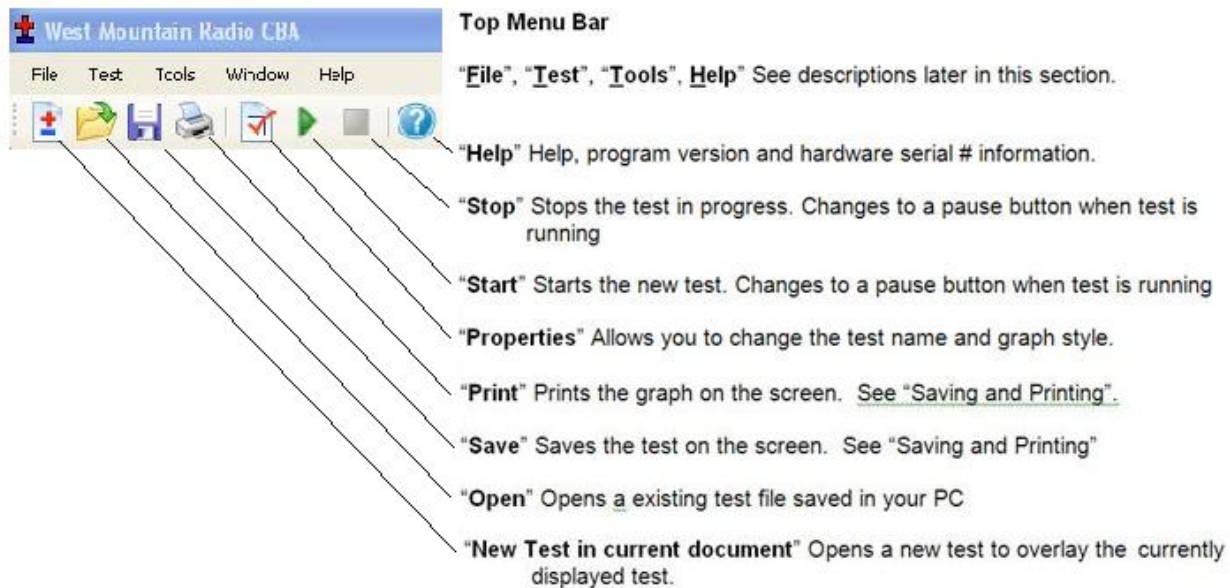 West Mountain Radio CBA
File Test Tools Window Help
Top Menu Bar
“File”, “Test”, “Tools”, Help” See descriptions later in this section.
“Help” Help, program version and hardware serial # information.
“Stop” Stops the test in progress. Changes to a pause button when test is
running
“Start” Starts the new test. Changes to a pause button when test is running
“Properties” Allows you to change the test name and graph style.
“Print” Prints the graph on the screen. See “Saving and Printing”.
“Save” Saves the test on the screen. See “Saving and Printing”
“Open” Opens a existing test file saved in your PC
“New Test in current document” Opens a new test to overlay the currently
displayed test.